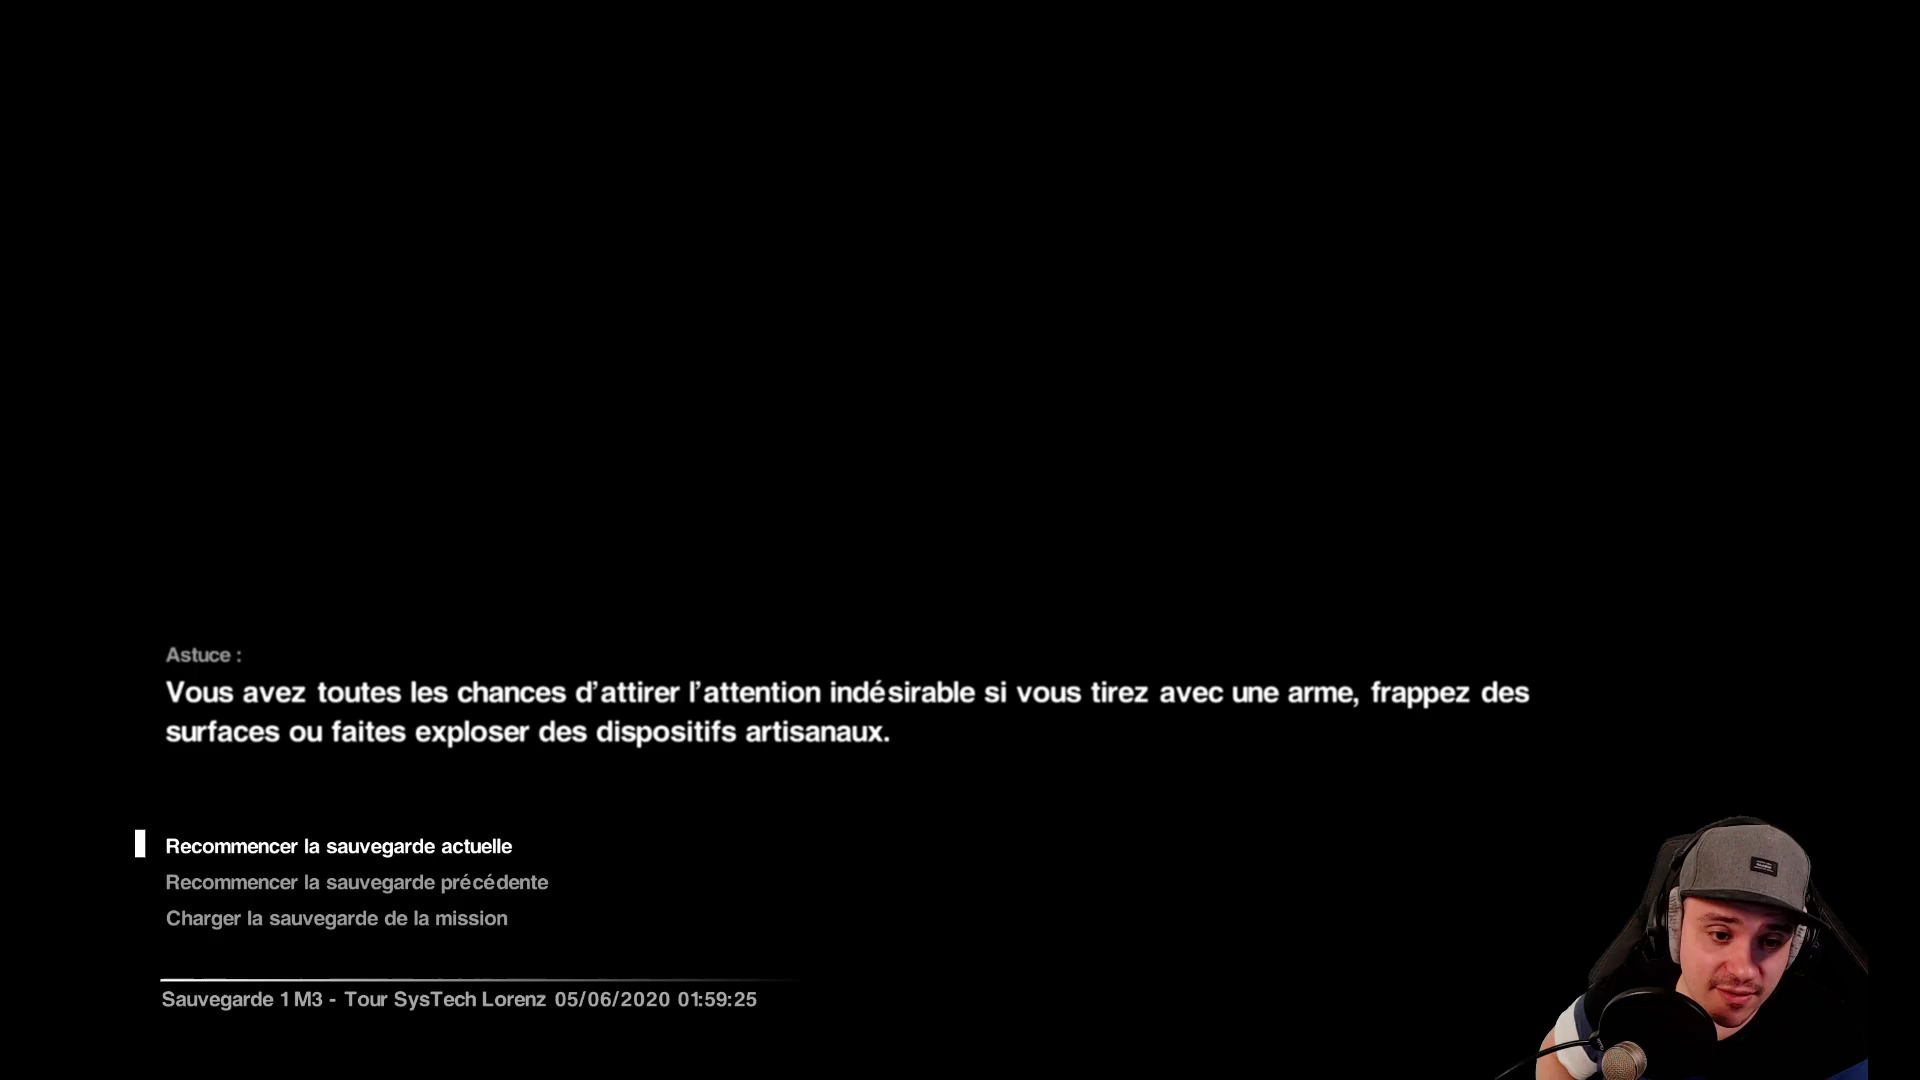 Astuce :
Vous avez toutes les chances d’attirer l’attention indésirable si vous tirez avec une arme, frappez des
surfaces ou faites exploser des dispositifs artisanaux.
Recommencer la sauvegarde actuelle
Recommencer la sauvegarde précédente
Charger la sauvegarde de la mission
Sauvegarde 1 M3 - Tour SysTech Lorenz 05/06/2020 01:59:25